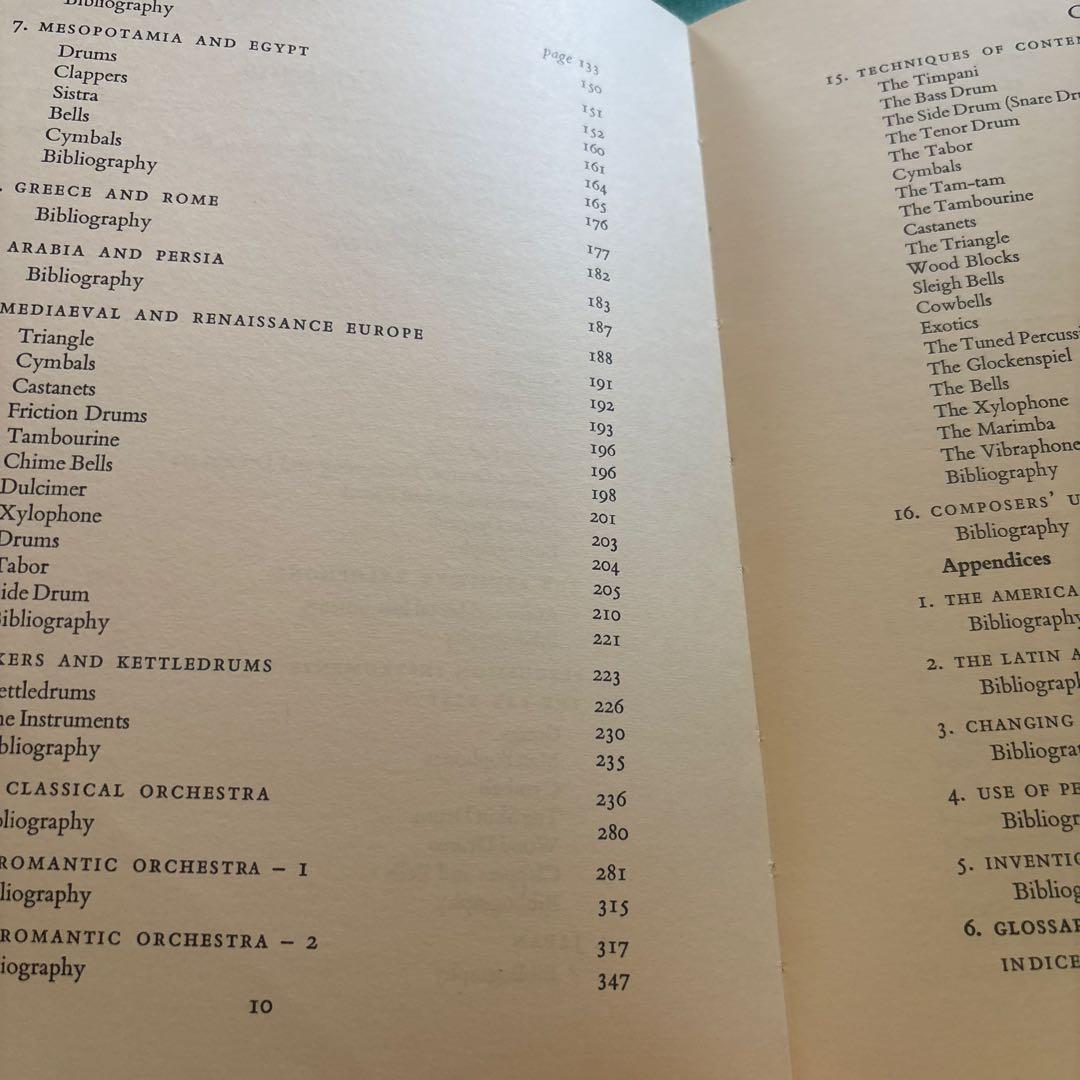 page 133
Bibliography 150
7. MESOPOTAMIA AND EGYPT 151
Drums 152
Clappers 160
Sistra 161
Bells 164
Cymbals 165
Bibliography 176
. GREECE AND ROME 177
Bibliography 182
ARABIA AND PERSIA 183
Bibliography 187
MEDIAEVAL AND RENAISSANCE EUROPE 188
Triangle 191
Cymbals 192
Castanets 193
Friction Drums 196
Tambourine 196
Chime Bells 198
Dulcimer 201
Xylophone 203
Drums 204
Tabor 205
ide Drum 210
ibliography 221
KERS AND KETTLEDRUMS 223
ettledrums 226
he Instruments 230
bliography 235
CLASSICAL ORCHESTRA 236
bliography 280
ROMANTIC ORCHESTRA – 1 281
liography 315
ROMANTIC ORCHESTRA – 2 317
iography 347
10
C
15. TECHNIQUES OF CONTE
The Timpani
The Bass Drum
The Side Drum (Snare Dru
The Tenor Drum
The Tabor
Cymbals
The Tam-tam
The Tambourine
Castanets
The Triangle
Wood Blocks
Sleigh Bells
Cowbells
Exotics
The Tuned Percussi
The Glockenspiel
The Bells
The Xylophone
The Marimba
The Vibraphone
Bibliography
16. COMPOSERS' U
Bibliography
Appendices
1. THE AMERICA
Bibliography
2. THE LATIN A
Bibliograp
3. CHANGING
Bibliogra
4. USE OF PE
Bibliogr
5. INVENTIO
Bibliog
6. GLOSSAR
INDICE